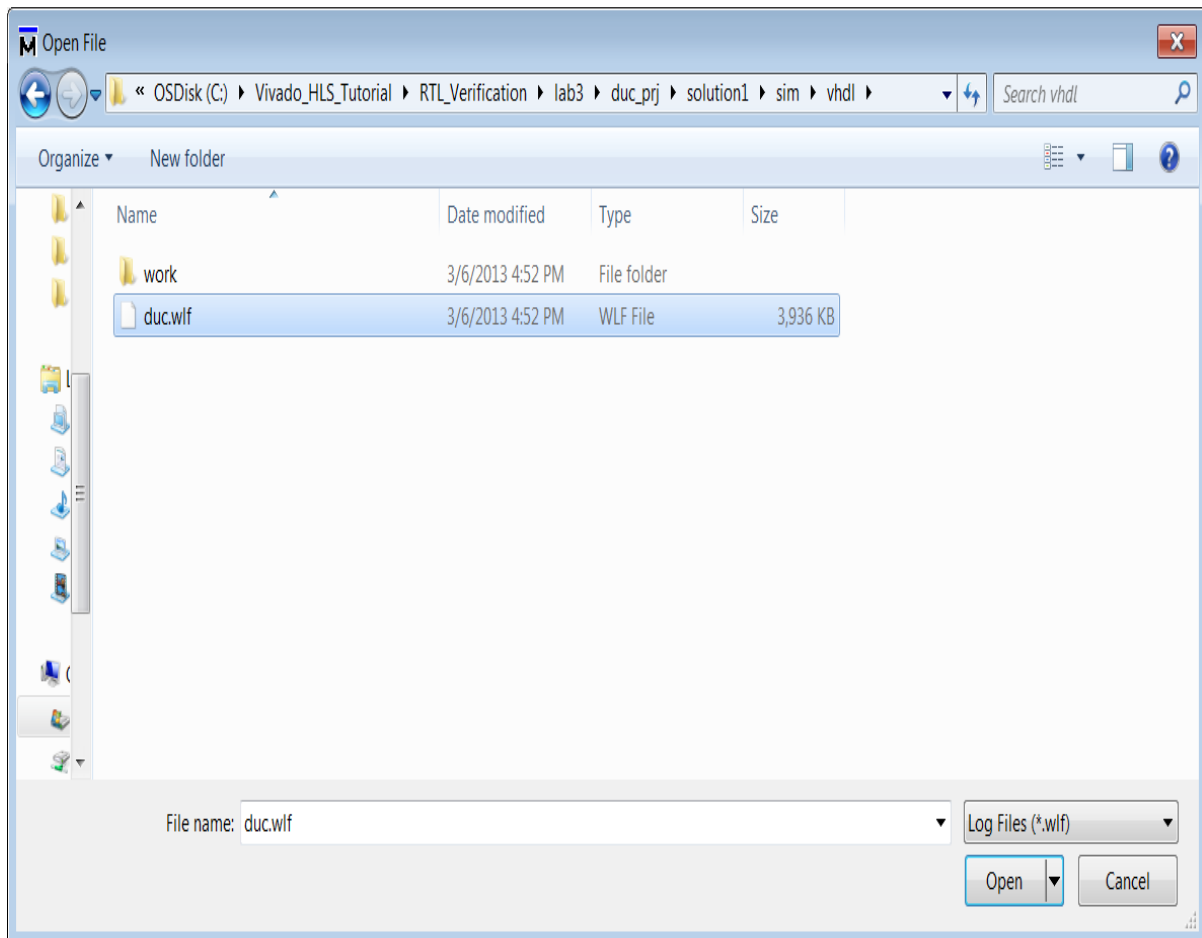 Open File
« OSDisk (C:) Vivado_HLS_Tutorial RTL_Verification lab3 duc_prj solution1 sim vhdl Search vhdl
Organize New folder
Name Date modified Type Size
work 3/6/2013 4:52 PM File folder
duc.wlf 3/6/2013 4:52 PM WLF File 3,936 KB
File name: duc.wlf Log Files (*.wlf)
Open Cancel